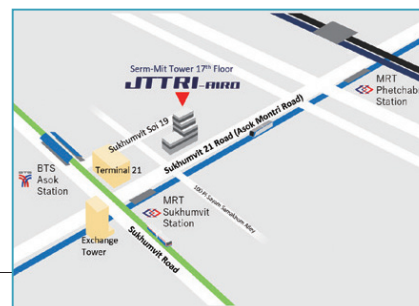 Serm-Mit Tower 17th Floor
JTTRI-AIRO
MRT
Phetchaburi
Station
Sukhumvit Soi 19
Sukhumvit 21 Road (Asok Montri Road)
BTS
Asok
Station
Terminal 21
MRT
Sukhumvit
Station
Exchange
Tower
Sukhumvit Road